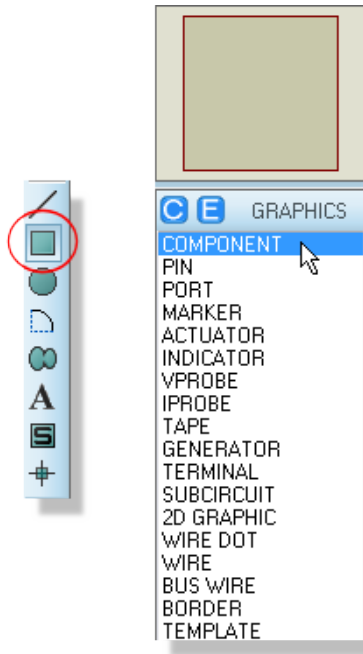 C E GRAPHICS
COMPONENT
PIN
PORT
MARKER
ACTUATOR
INDICATOR
VPROBE
IPROBE
TAPE
GENERATOR
TERMINAL
SUBCIRCUIT
2D GRAPHIC
WIRE DOT
WIRE
BUS WIRE
BORDER
TEMPLATE
A
S